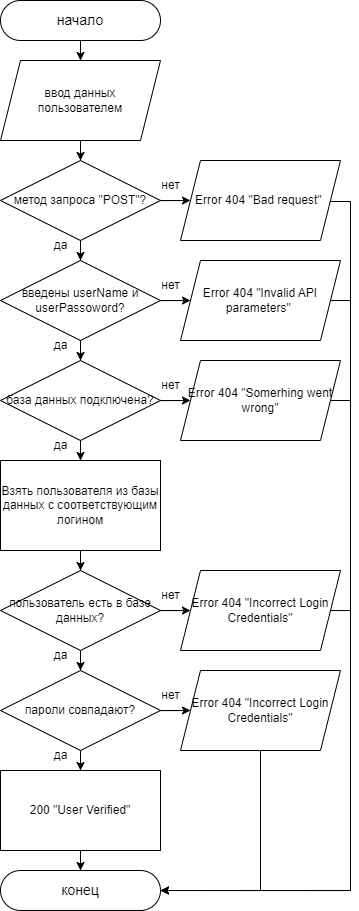 начало
ввод данных
пользователем
метод запроса "POST"?
нет
Error 404 "Bad request"
да
введены userName и
userPassoword?
нет
Error 404 "Invalid API
parameters"
да
база данных подключена?
нет
Error 404 "Somerhing went
wrong"
да
Взять пользователя из базы
данных с соответствующим
логином
пользователь есть в базе
данных?
нет
Error 404 "Incorrect Login
Credentials"
да
пароли совпадают?
нет
Error 404 "Incorrect Login
Credentials"
да
200 "User Verified"
конец